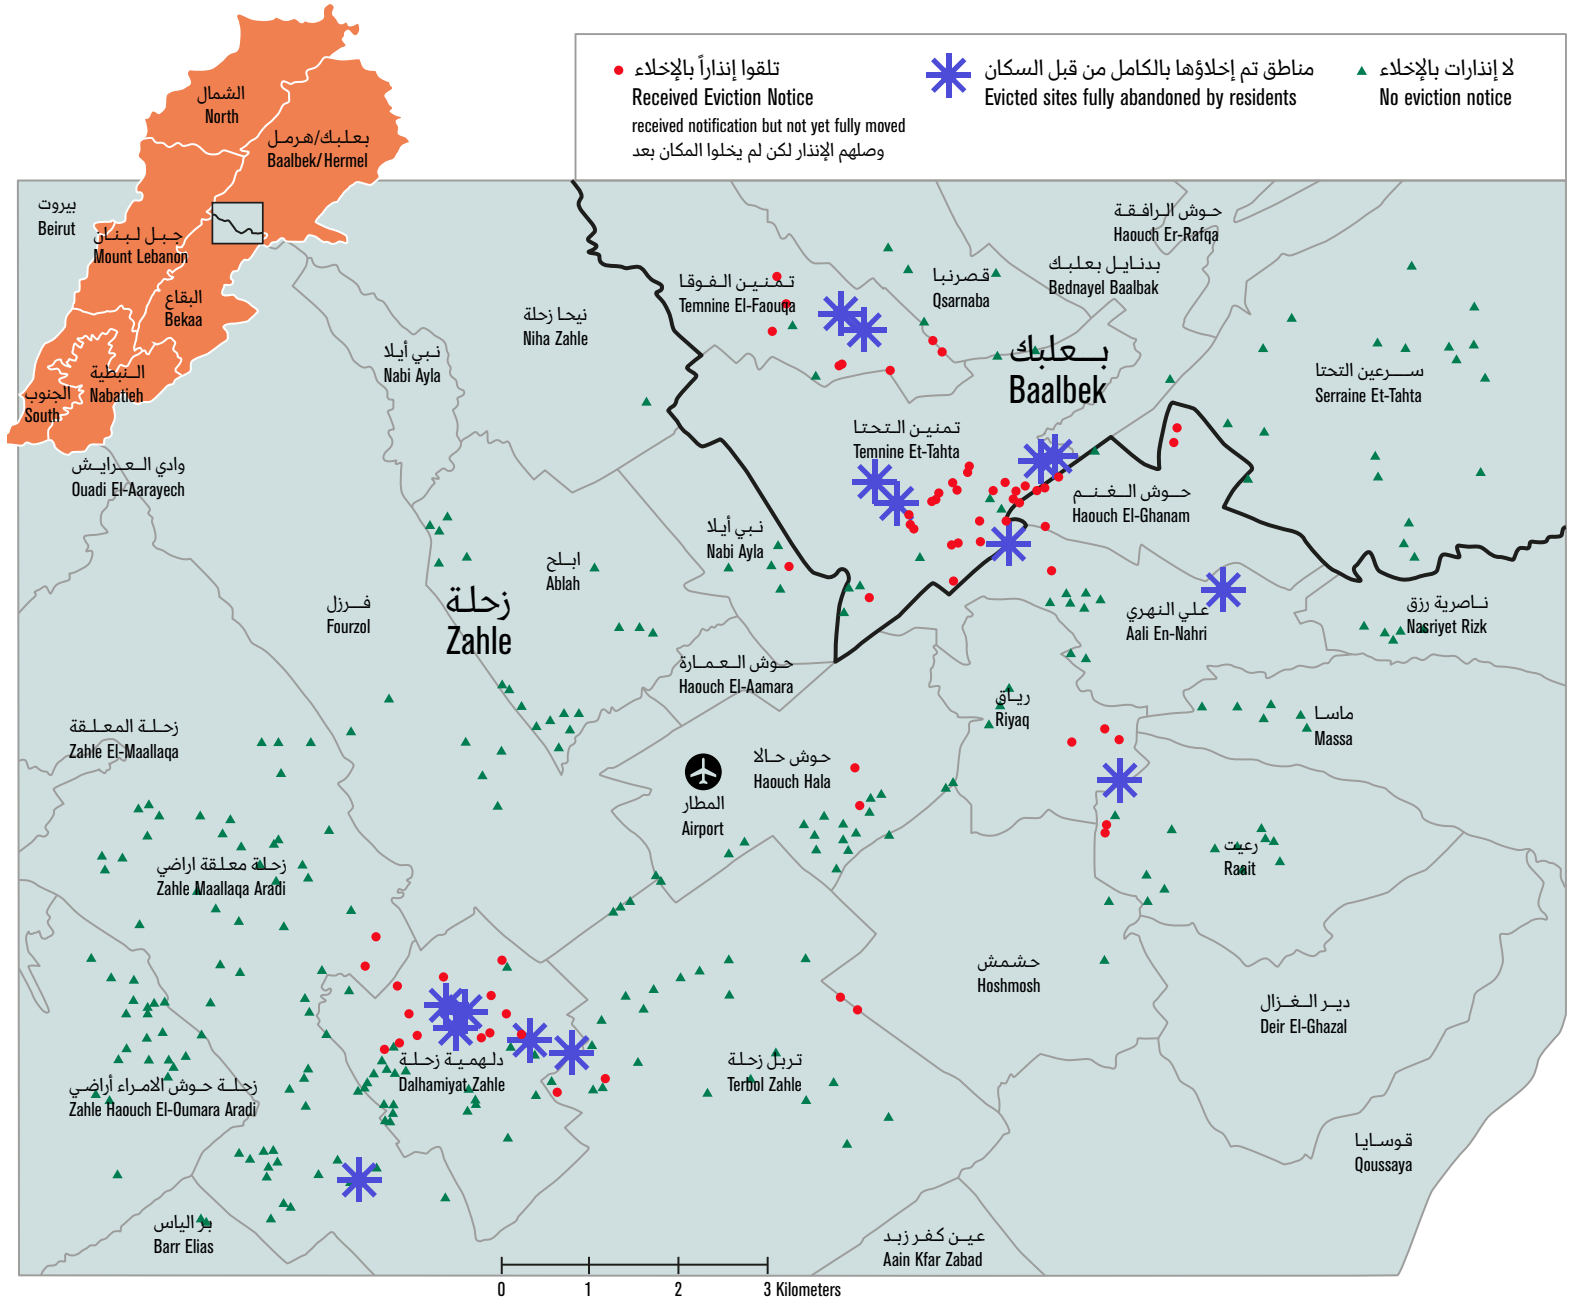 تلقوا إنذاراً بالإخلاء
Received Eviction Notice
received notification but not yet fully moved
وصلهم الإنذار لكن لم يخلوا المكان بعد
مناطق تم إخلاؤها بالكامل من قبل السكان
Evicted sites fully abandoned by residents
لا إنذارات بالإخلاء
No eviction notice
الشمال
North
بعلبك/هرمل
Baalbek/Hermel
بيروت
Beirut
جبل لبنان
Mount Lebanon
البقاع
Bekaa
النبطية
Nabatieh
الجنوب
South
حوش الرافقة
Haouch Er-Rafqa
بدنايل بعلبك
Bednayel Baalbak
قصرنبا
Qsarnaba
تمنين الفوقا
Temnine El-Faouqa
نيحا زحلة
Niha Zahle
نبي أيلا
Nabi Ayla
بعلبك
Baalbek
سرعين التحتا
Serraine Et-Tahta
تمنين التحتا
Temnine Et-Tahta
وادي العرايش
Ouadi El-Aarayech
حوش الغنم
Haouch El-Ghanam
نبي أيلا
Nabi Ayla
ابلح
Ablah
فرزل
Fourzol
زحلة
Zahle
علي النهري
Aali En-Nahri
ناصرية رزق
Nasriyet Rizk
حوش العمارة
Haouch El-Aamara
رياق
Riyaq
ماسا
Massa
زحلة المعلقة
Zahle El-Maallaqa
حوش حالا
Haouch Hala
المطار
Airport
زحلة معلقة اراضي
Zahle Maallaqa Aradi
رعيت
Raait
حشمش
Hoshmosh
دير الغزال
Deir El-Ghazal
دلهمية زحلة
Dalhamiyat Zahle
تربل زحلة
Terbol Zahle
زحلة حوش الامراء أراضي
Zahle Haouch El-Oumara Aradi
قوسايا
Qoussaya
بر الياس
Barr Elias
عين كفر زبد
Aain Kfar Zabad
0 1 2 3 Kilometers